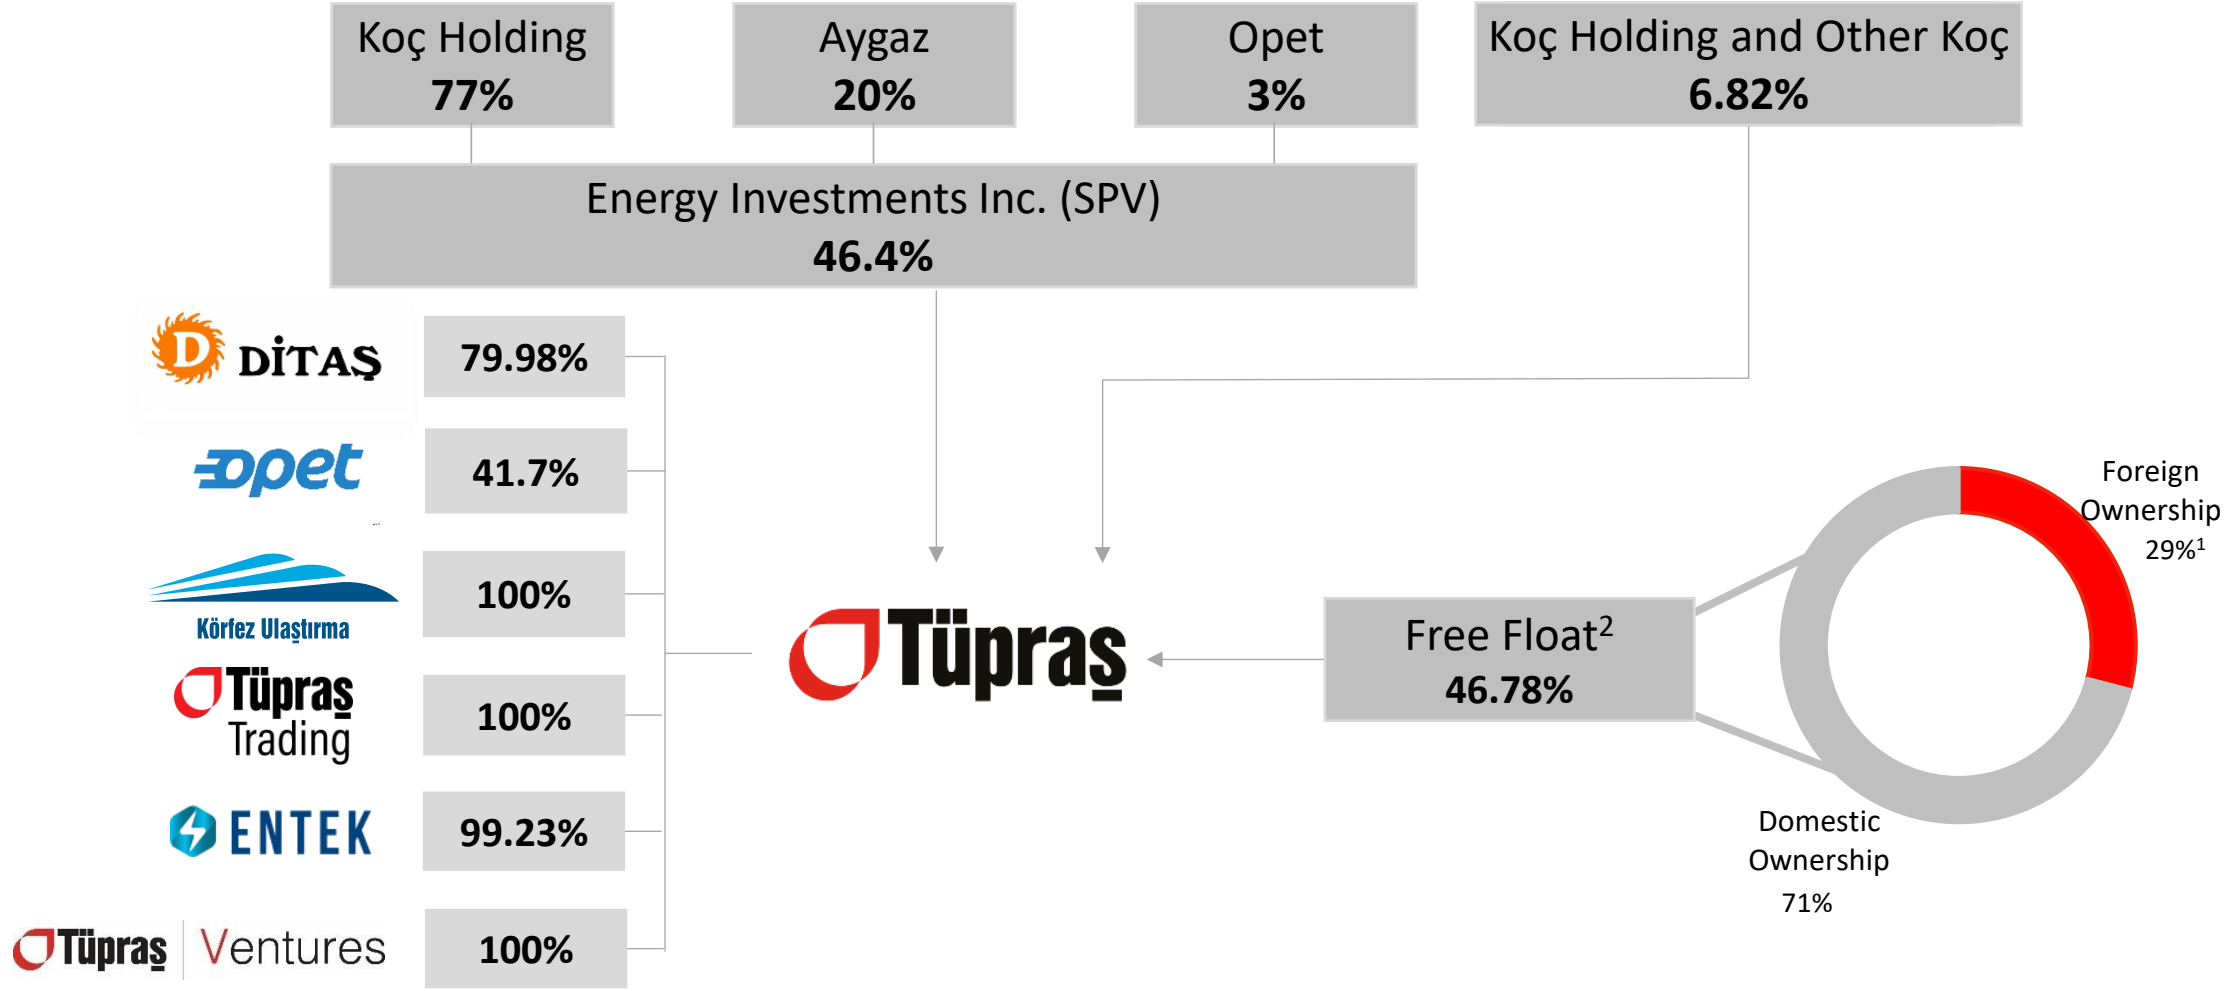 Koç Holding
77%
Aygaz
20%
Opet
3%
Koç Holding and Other Koç
6.82%
Energy Investments Inc. (SPV)
46.4%
D DİTAŞ
79.98%
opet
41.7%
Körfez Ulaştırma
100%
Tüpraş
Trading
100%
ENTEK
99.23%
Tüpraş Ventures
100%
Tüpraş
Free Float²
46.78%
Foreign
Ownership
29%¹
Domestic
Ownership
71%